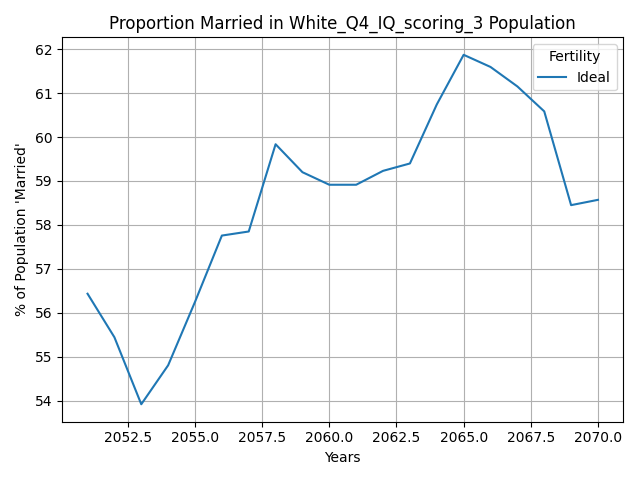 Proportion Married in White_Q4_IQ_scoring_3 Population
Fertility
Ideal
% of Population 'Married'
62
61
60
59
58
57
56
55
54
2052.5 2055.0 2057.5 2060.0 2062.5 2065.0 2067.5 2070.0
Years